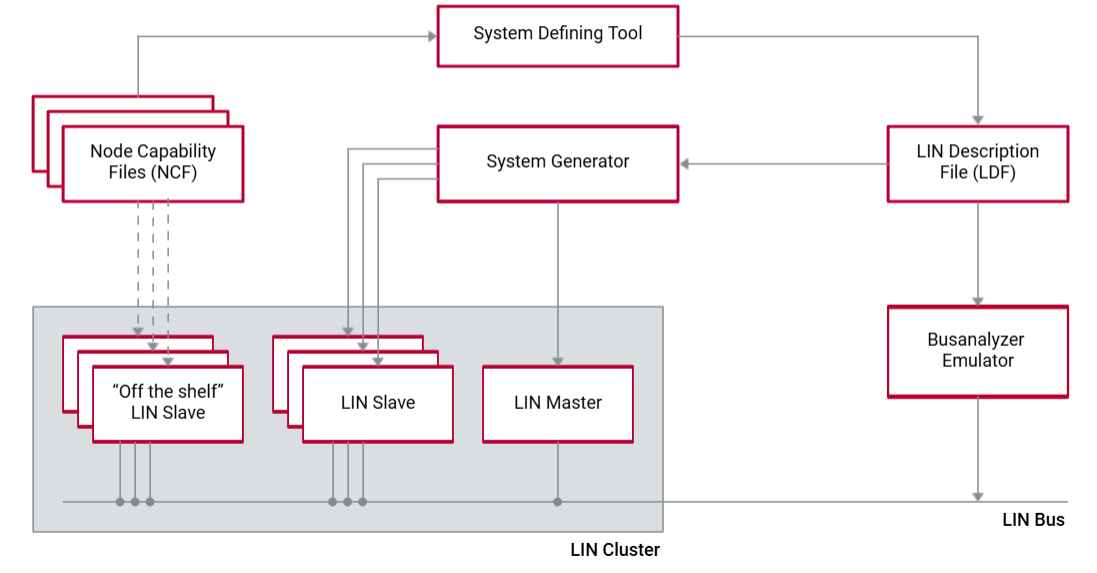 System Defining Tool
Node Capability
Files (NCF)
System Generator
LIN Description
File (LDF)
Busanalyzer
Emulator
“Off the shelf”
LIN Slave
LIN Slave
LIN Master
LIN Bus
LIN Cluster